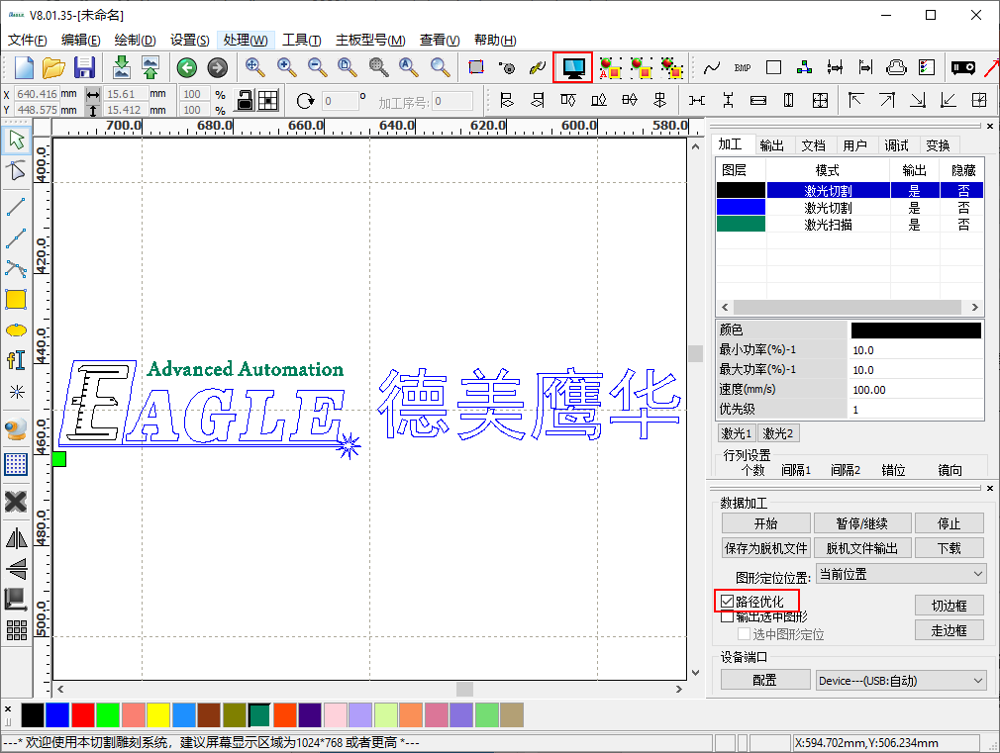 V8.01.35-[未命名]
文件(F) 编辑(E) 绘制(D) 设置(S) 处理(W) 工具(T) 主板型号(M) 查看(V) 帮助(H)
BMP
X 640.416 mm 15.61 mm 100 %
Y 448.575 mm 15.412 mm 100 %
0 ° 加工序号: 0
700.0 680.0 660.0 640.0 620.0 600.0 580.0
400.0
420.0
440.0
460.0
480.0
500.0
Advanced Automation
EAGLE 德美鹰华
加工 输出 文档 用户 调试 变换
图层 模式 输出 隐藏
激光切割 是 否
激光切割 是 否
激光扫描 是 否
颜色
最小功率(%)-1 10.0
最大功率(%)-1 10.0
速度(mm/s) 100.00
优先级 1
激光1 激光2
行列设置
个数 间隔1 间隔2 错位 镜向
数据加工
开始 暂停/继续 停止
保存为脱机文件 脱机文件输出 下载
图形定位位置: 当前位置
路径优化
切边框
输出选中图形
走边框
选中图形定位
设备端口
配置 Device---(USB:自动)
---* 欢迎使用本切割雕刻系统，建议屏幕显示区域为1024*768 或者更高 *---
X:594.702mm,Y:506.234mm